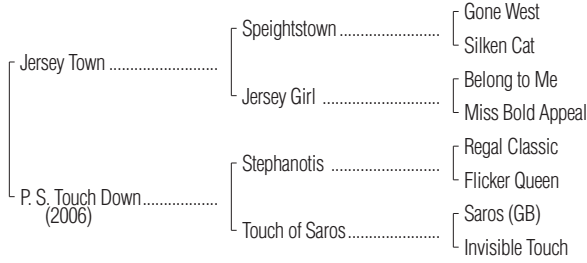 Gone West
Speightstown
Silken Cat
Jersey Town
Belong to Me
Jersey Girl
Miss Bold Appeal
Regal Classic
Stephanotis
Flicker Queen
P. S. Touch Down
(2006)
Saros (GB)
Touch of Saros
Invisible Touch